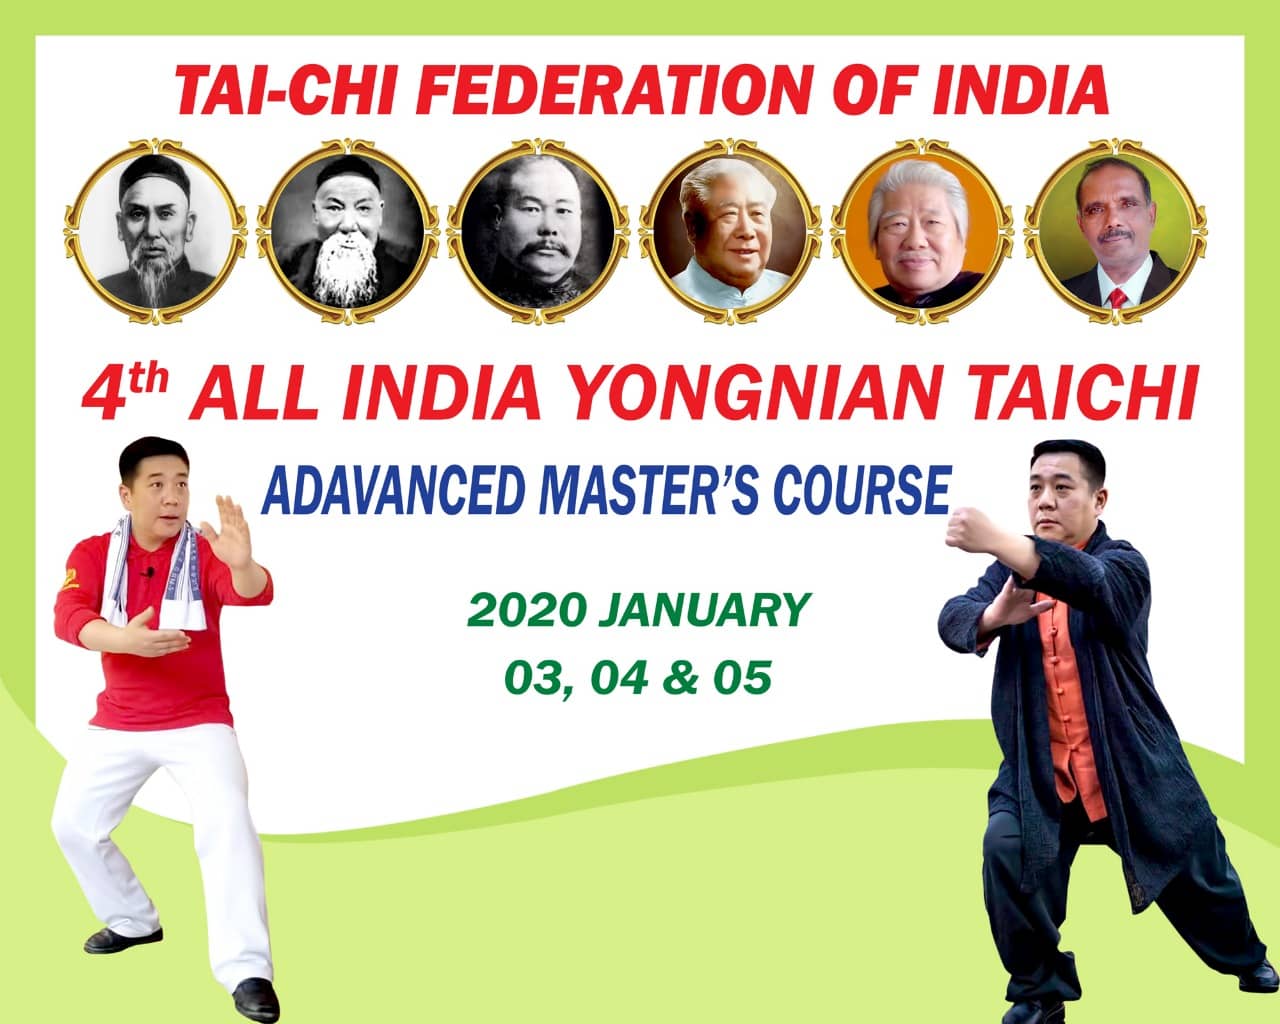 TAI-CHI FEDERATION OF INDIA
4th ALL INDIA YONGNIAN TAICHI
ADAVANCED MASTER'S COURSE
2020 JANUARY
03, 04 & 05